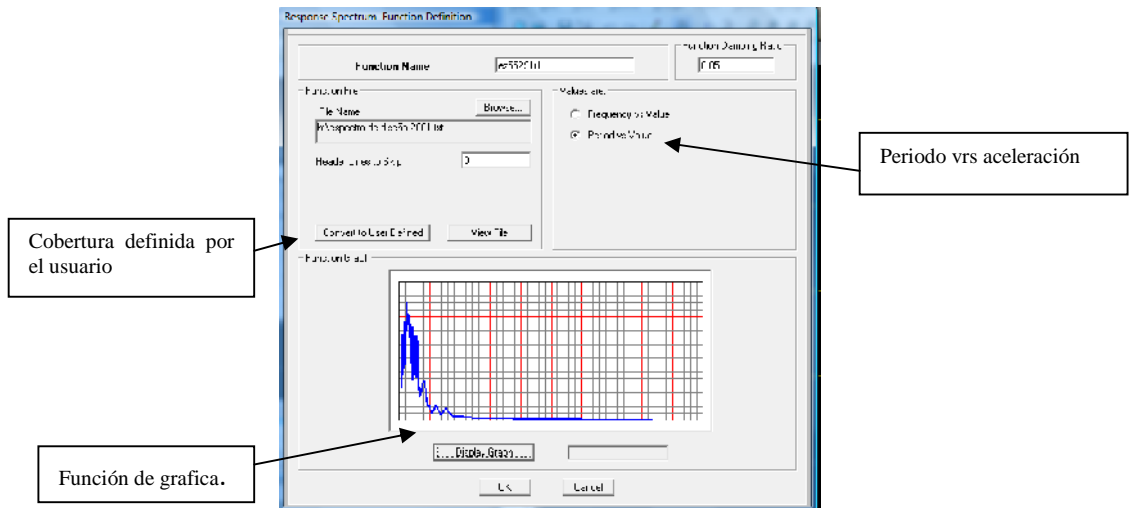 Response Spectrum Function Definition
Function Damping Ratio
Function Name
0.05
Function File
Values are:
File Name
Browse...
Frequency vs Value
Period vs Value
Header Lines to Skip
0
Convert to User Defined
View File
Function Graph
Display Graph
OK
Cancel
Periodo vrs aceleración
Cobertura definida por
el usuario
Función de grafica.